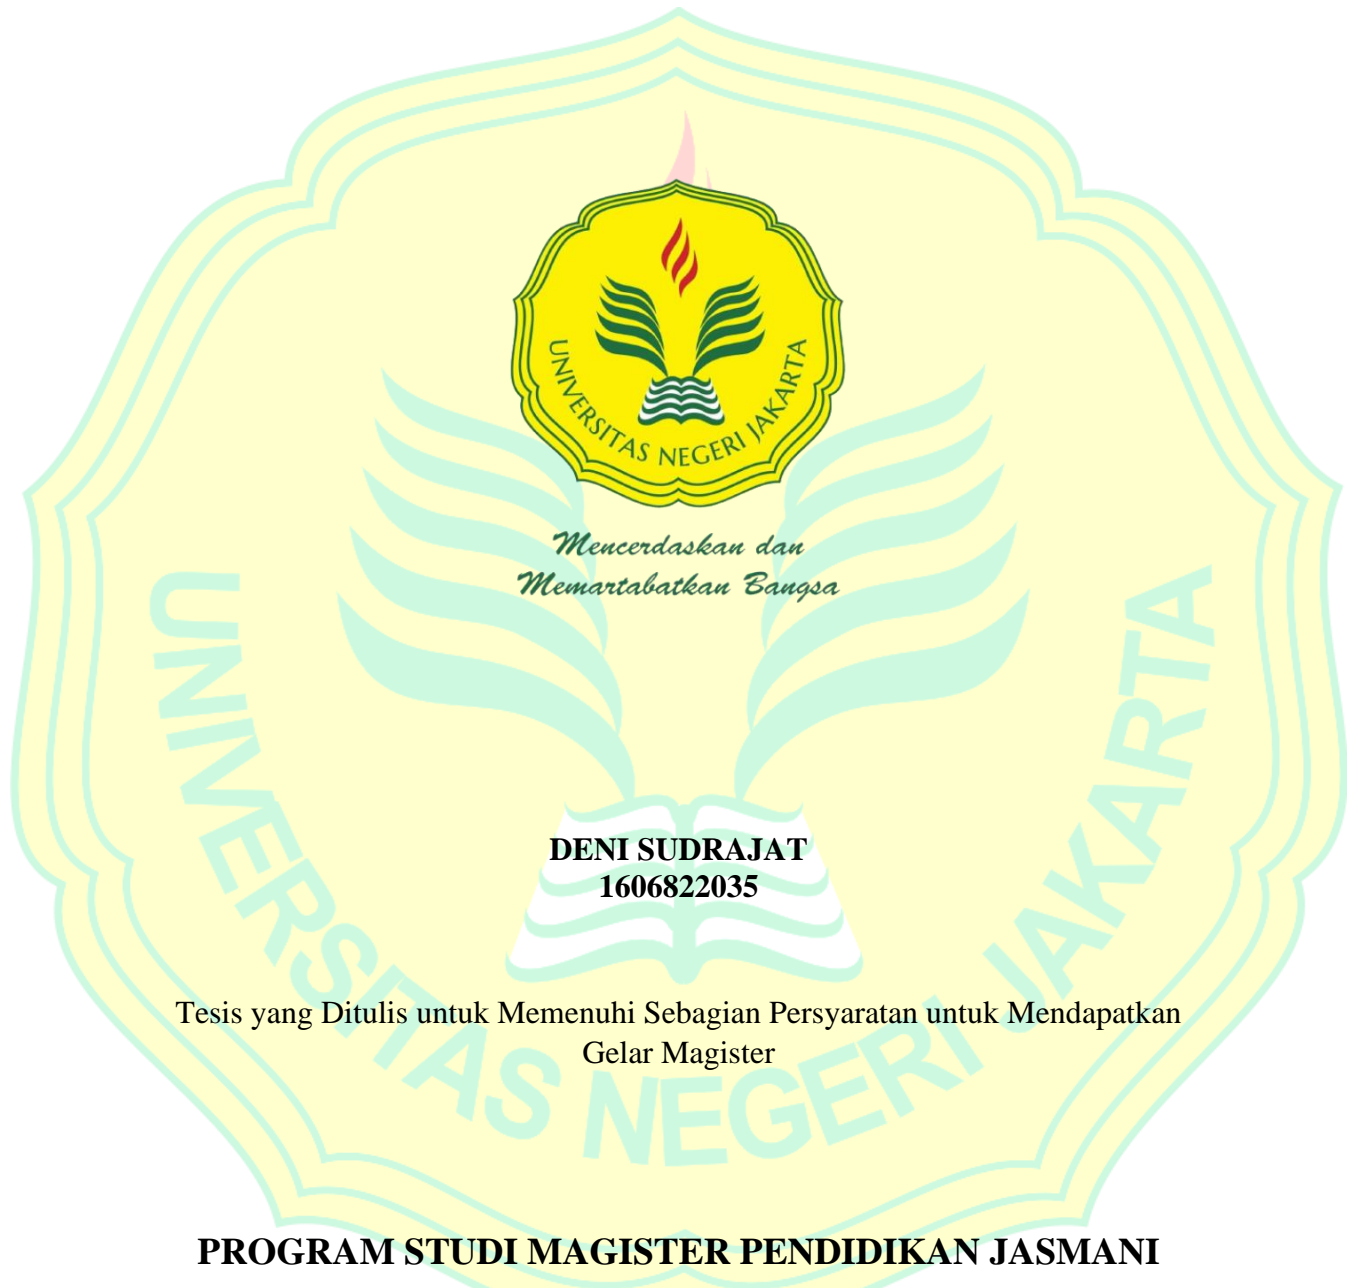 UNIVERSITAS NEGERI JAKARTA
Mencerdaskan dan
Memartabatkan Bangsa
UNIVERSITAS NEGERI JAKARTA
DENI SUDRAJAT
1606822035
Tesis yang Ditulis untuk Memenuhi Sebagian Persyaratan untuk Mendapatkan
Gelar Magister
PROGRAM STUDI MAGISTER PENDIDIKAN JASMANI